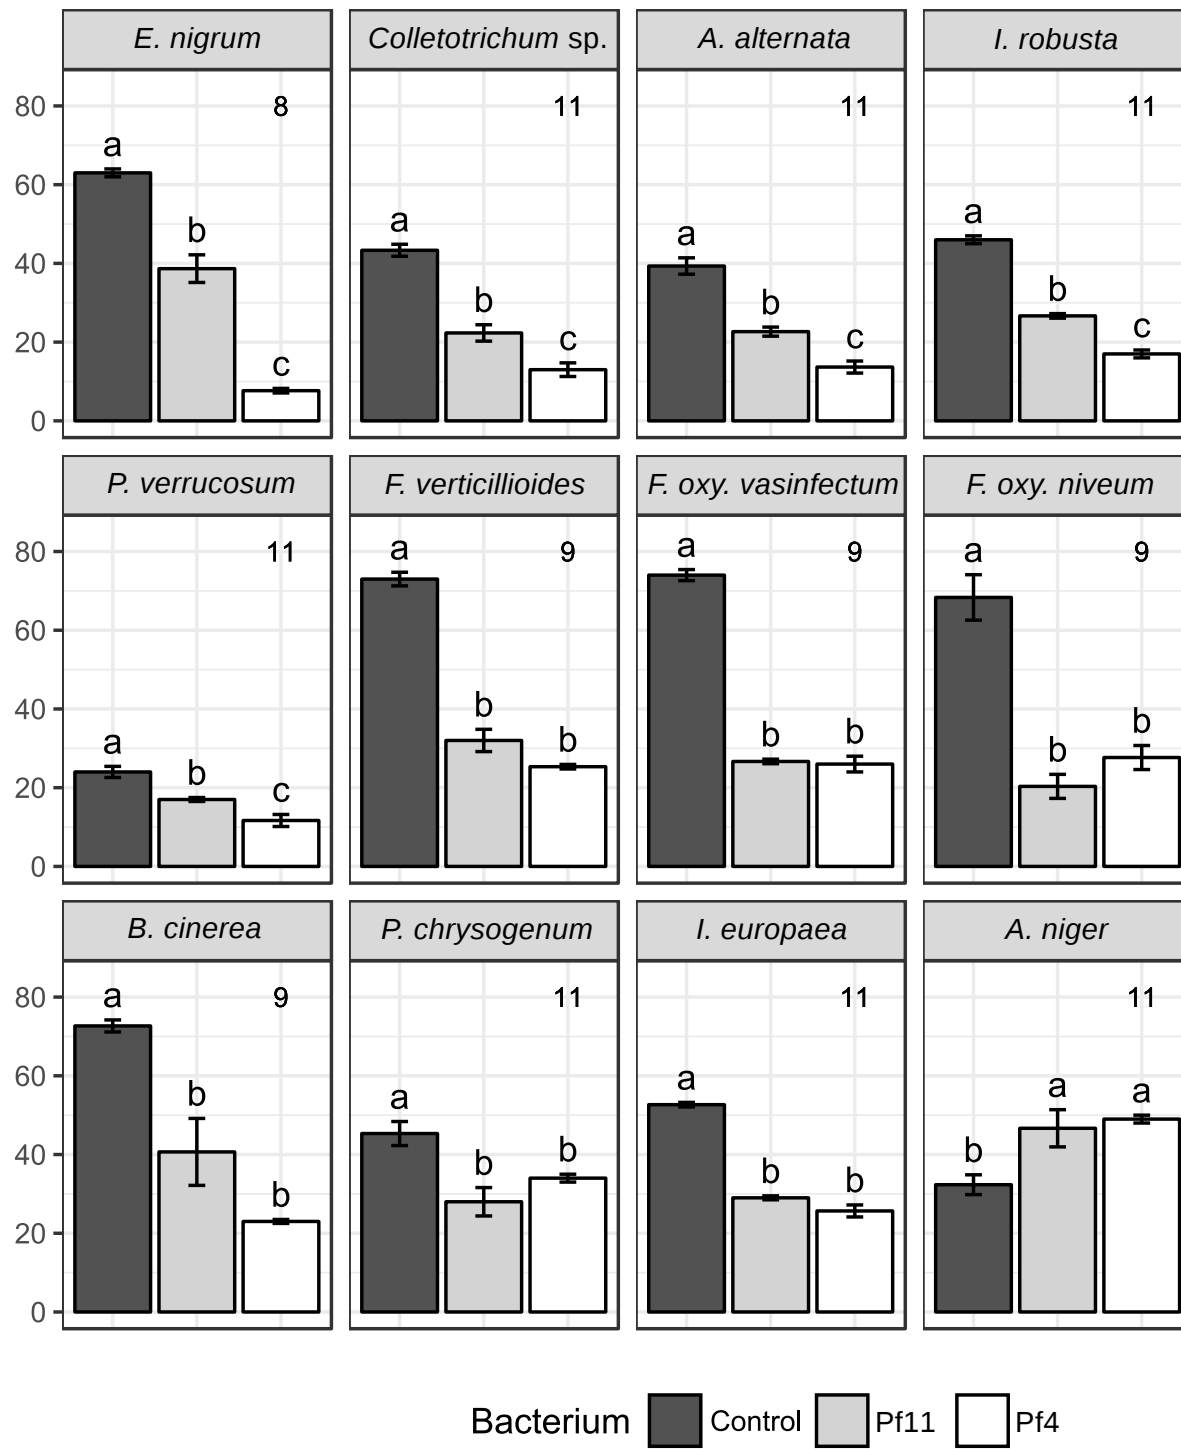 E. nigrum
Colletotrichum sp.
A. alternata
I. robusta
80
60
40
20
0
8
a
b
c
11
a
b
c
11
a
b
c
11
a
b
c
P. verrucosum
F. verticillioides
F. oxy. vasinfectum
F. oxy. niveum
80
60
40
20
0
11
a
b
c
9
a
b
b
9
a
b
b
9
a
b
b
B. cinerea
P. chrysogenum
I. europaea
A. niger
80
60
40
20
0
9
a
b
b
11
a
b
b
11
a
b
b
11
b
a
a
Bacterium Control Pf11 Pf4